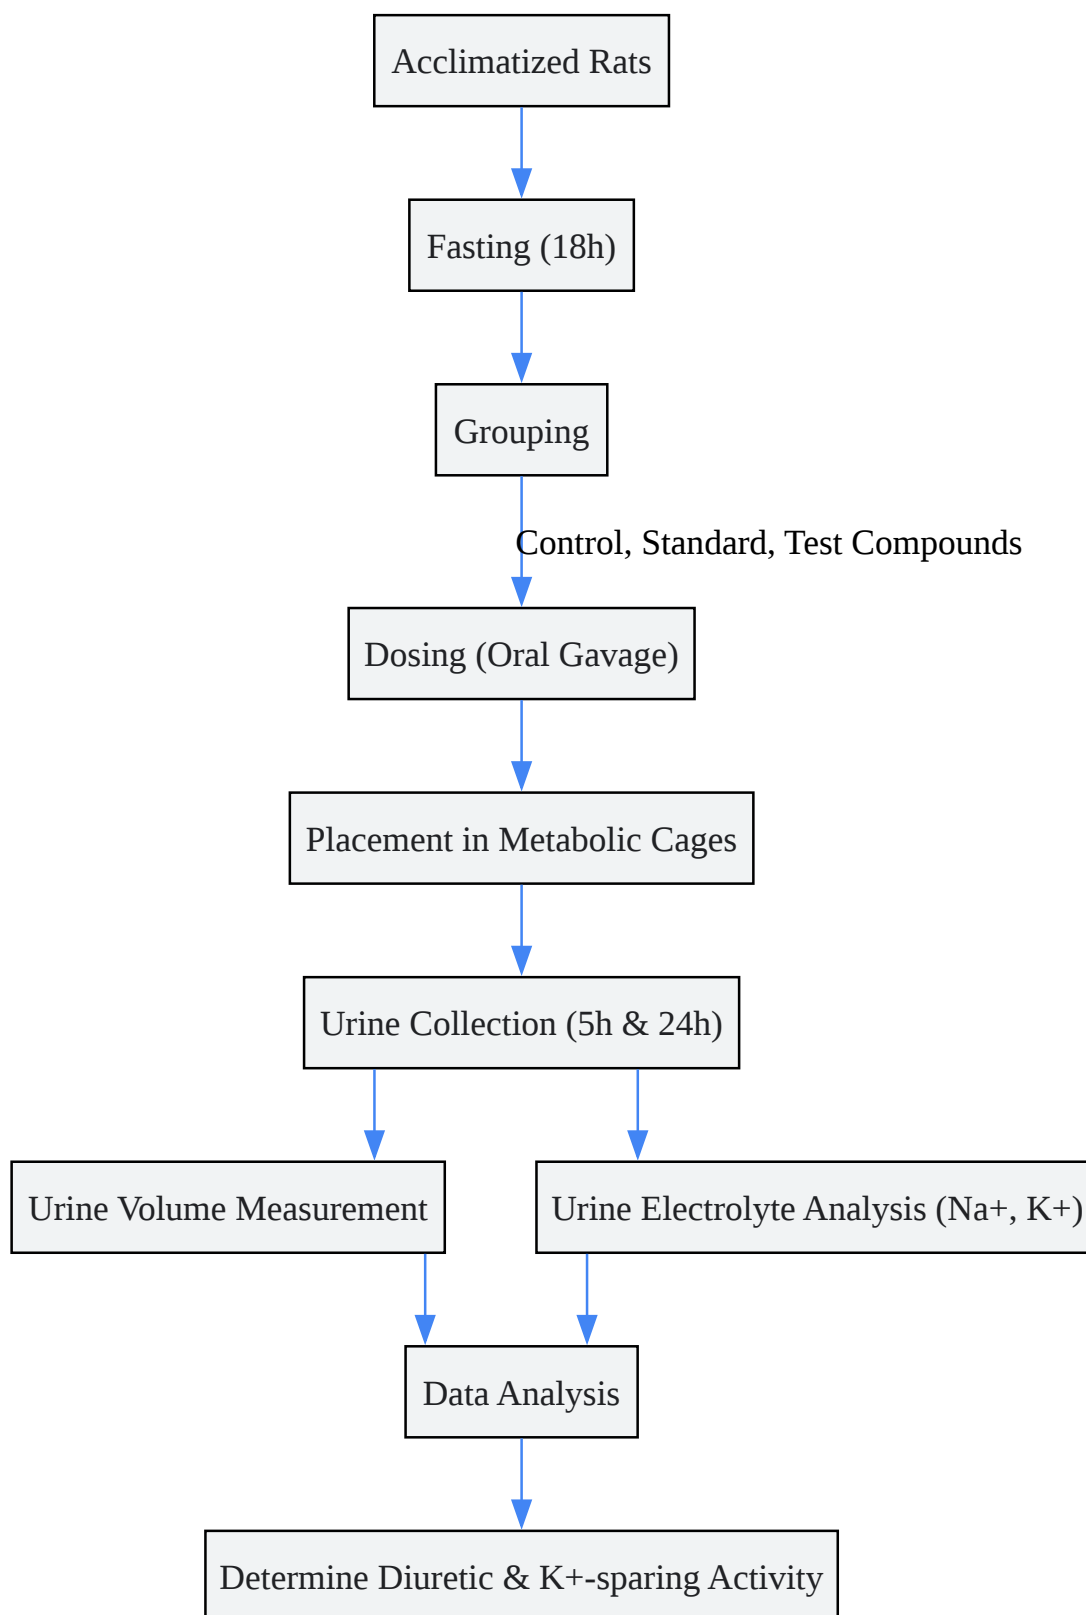 Acclimatized Rats
Fasting (18h)
Grouping
Control, Standard, Test Compounds
Dosing (Oral Gavage)
Placement in Metabolic Cages
Urine Collection (5h & 24h)
Urine Volume Measurement
Urine Electrolyte Analysis (Na+, K+)
Data Analysis
Determine Diuretic & K+-sparing Activity